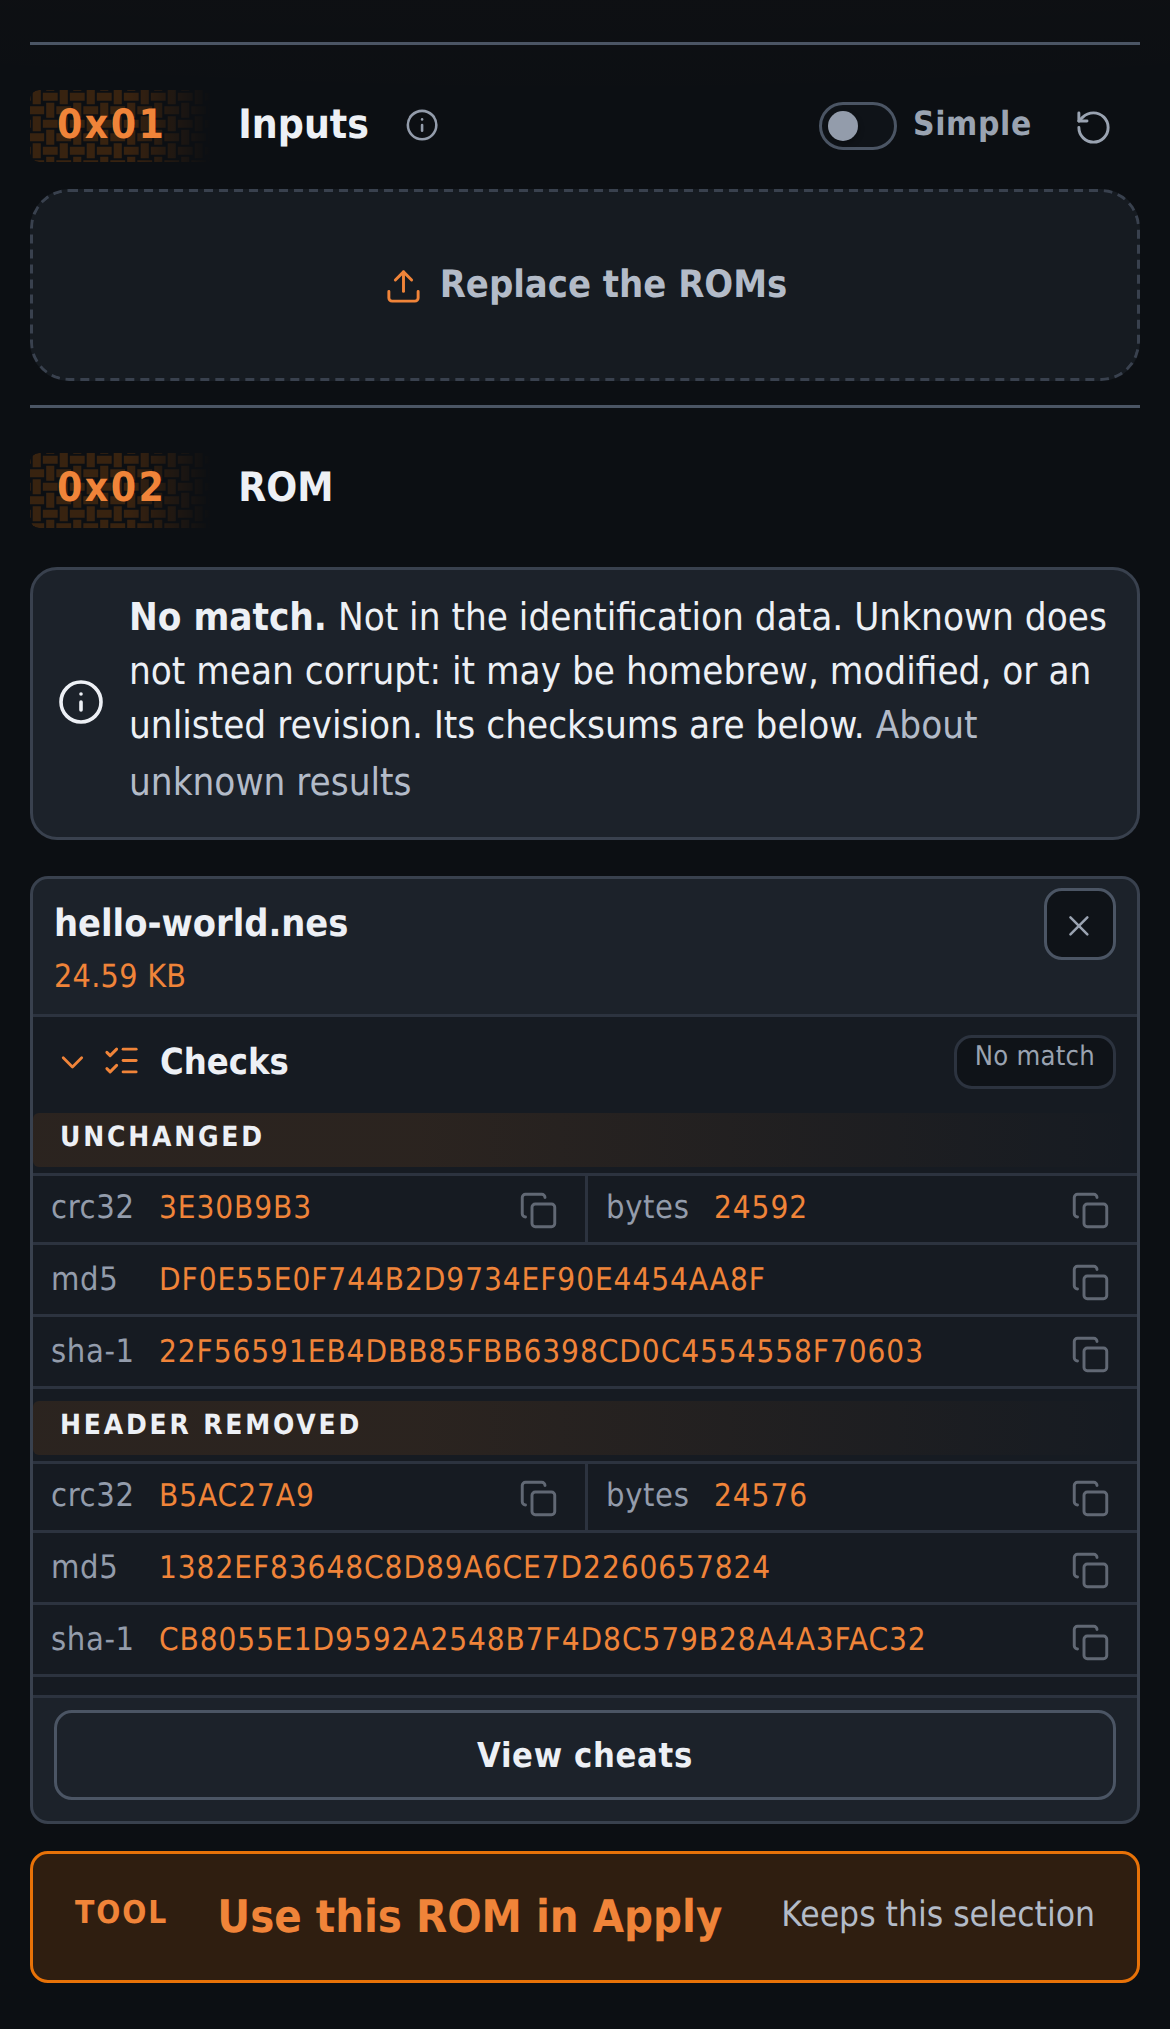 0x01 Inputs Simple
Replace the ROMs
0x02 ROM
No match. Not in the identification data. Unknown does
not mean corrupt: it may be homebrew, modified, or an
unlisted revision. Its checksums are below. About
unknown results
hello-world.nes
24.59 KB
Checks No match
UNCHANGED
crc32 3E30B9B3 bytes 24592
md5 DF0E55E0F744B2D9734EF90E4454AA8F
sha-1 22F56591EB4DBB85FBB6398CD0C4554558F70603
HEADER REMOVED
crc32 B5AC27A9 bytes 24576
md5 1382EF83648C8D89A6CE7D2260657824
sha-1 CB8055E1D9592A2548B7F4D8C579B28A4A3FAC32
View cheats
TOOL Use this ROM in Apply Keeps this selection